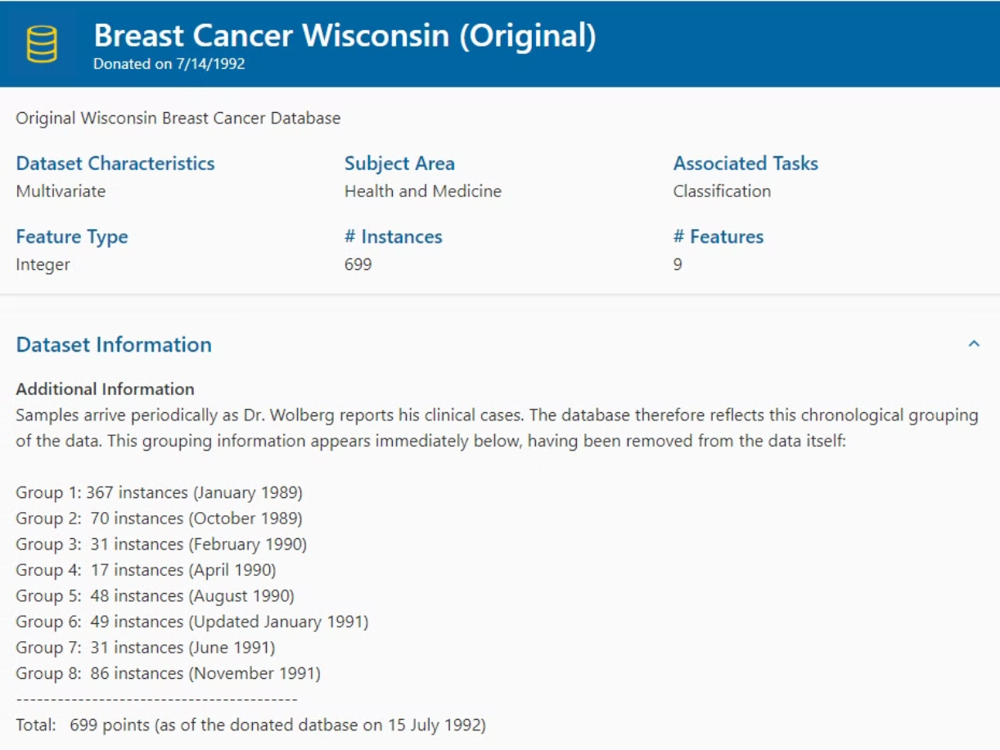 Breast Cancer Wisconsin (Original)
Donated on 7/14/1992
Original Wisconsin Breast Cancer Database
Dataset Characteristics
Multivariate
Subject Area
Health and Medicine
Associated Tasks
Classification
Feature Type
Integer
# Instances
699
# Features
9
Dataset Information
Additional Information
Samples arrive periodically as Dr. Wolberg reports his clinical cases. The database therefore reflects this chronological grouping
of the data. This grouping information appears immediately below, having been removed from the data itself:
Group 1: 367 instances (January 1989)
Group 2:  70 instances (October 1989)
Group 3:  31 instances (February 1990)
Group 4:  17 instances (April 1990)
Group 5:  48 instances (August 1990)
Group 6:  49 instances (Updated January 1991)
Group 7:  31 instances (June 1991)
Group 8:  86 instances (November 1991)
-----------------------------------------
Total:   699 points (as of the donated datbase on 15 July 1992)